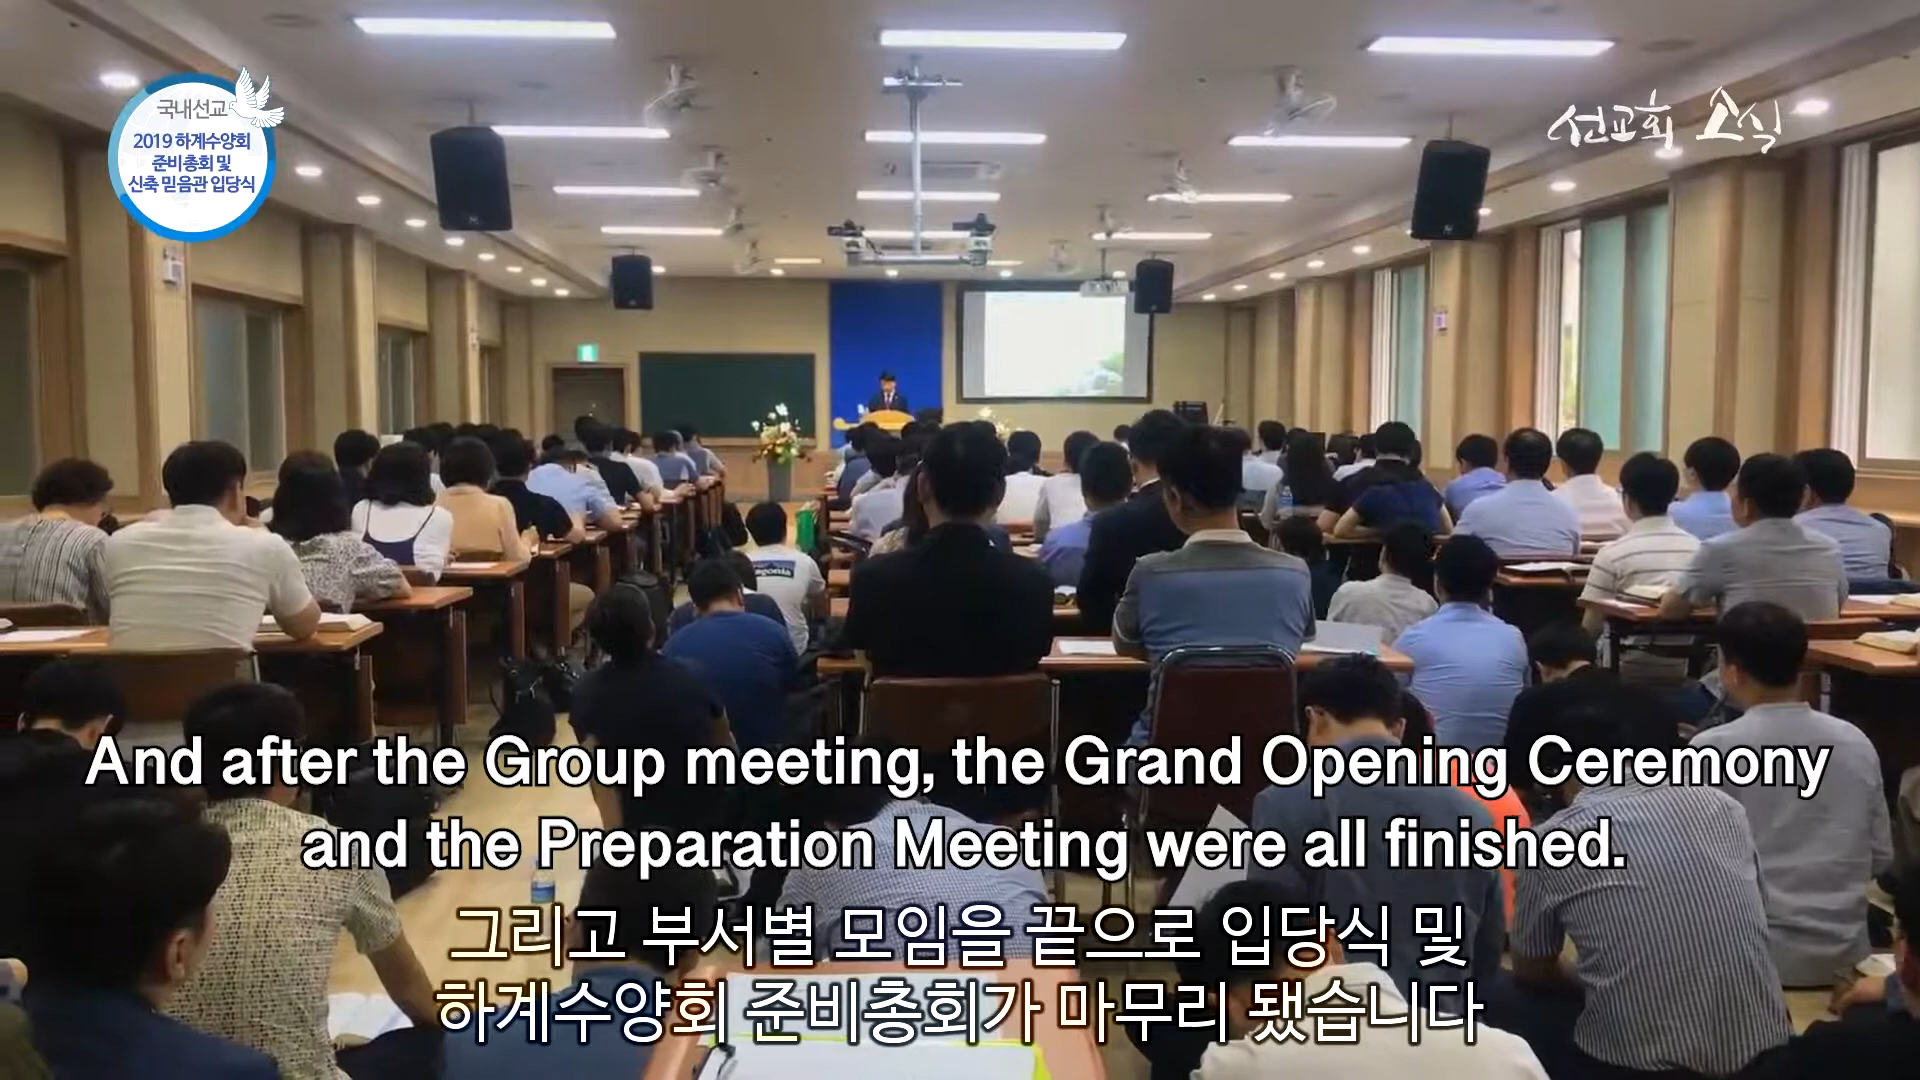 국내선교
2019 하계수양회
준비총회 및
신축 믿음관 입당식
선교회 소식
agonia
And after the Group meeting, the Grand Opening Ceremony
and the Preparation Meeting were all finished.
그리고 부서별 모임을 끝으로 입당식 및
하계수양회 준비총회가 마무리 됐습니다